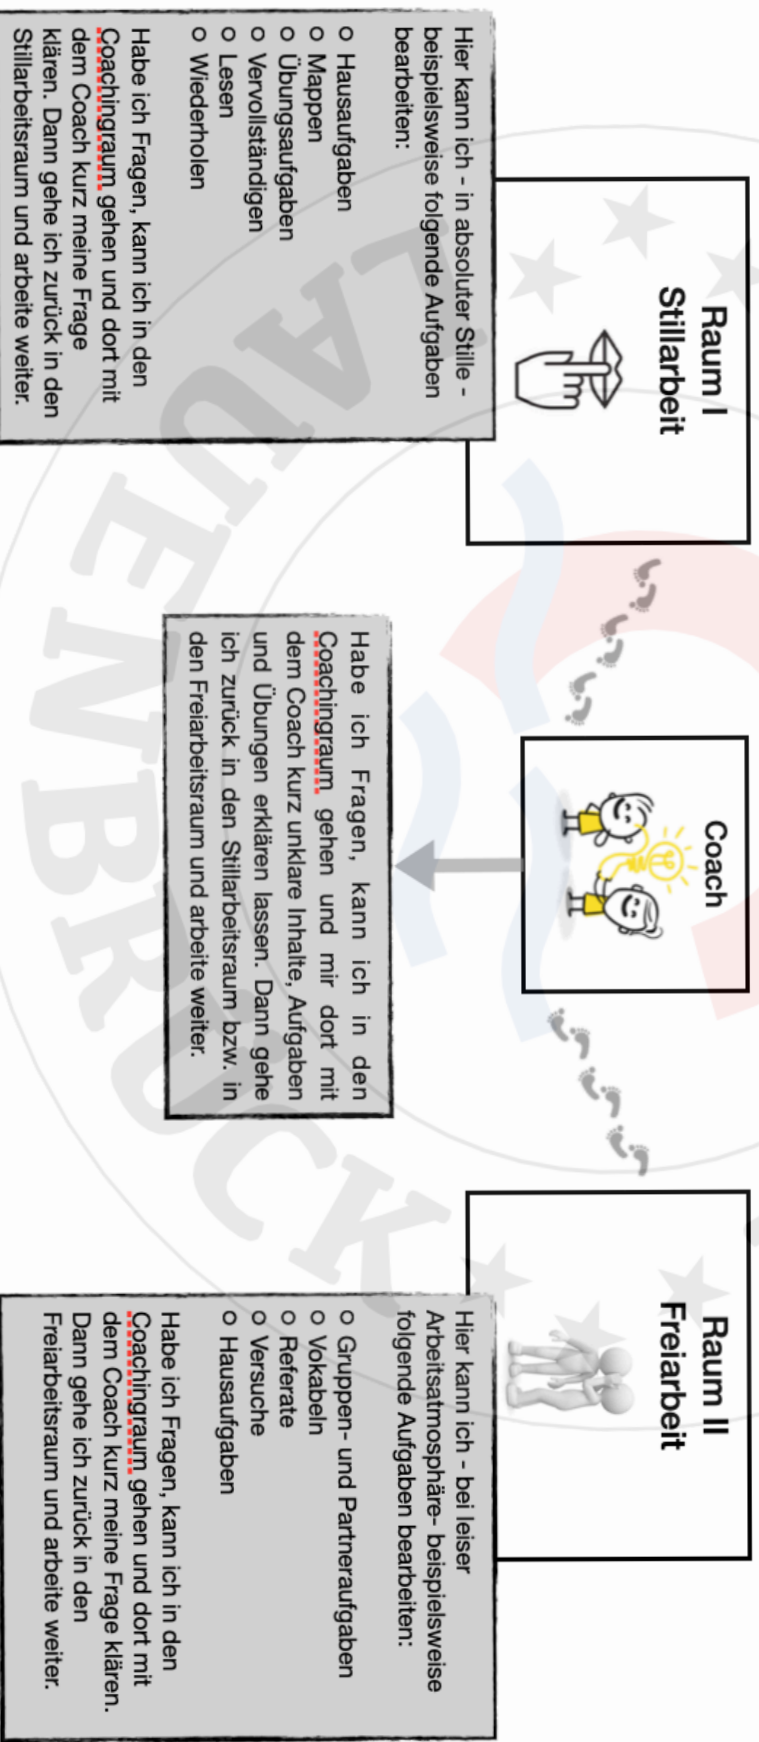 Raum I
Stillarbeit
Hier kann ich - in absoluter Stille -
beispielsweise folgende Aufgaben
bearbeiten:
o Hausaufgaben
o Mappen
o Übungsaufgaben
o Vervollständigen
o Lesen
o Wiederholen
Habe ich Fragen, kann ich in den
Coachingraum gehen und dort mit
dem Coach kurz meine Frage
klären. Dann gehe ich zurück in den
Stillarbeitsraum und arbeite weiter.
Coach
Habe ich Fragen, kann ich in den
Coachingraum gehen und mir dort mit
dem Coach kurz unklare Inhalte, Aufgaben
und Übungen erklären lassen. Dann gehe
ich zurück in den Stillarbeitsraum bzw. in
den Freiarbeitsraum und arbeite weiter.
Raum II
Freiarbeit
Hier kann ich - bei leiser
Arbeitsatmosphäre- beispielsweise
folgende Aufgaben bearbeiten:
o Gruppen- und Partneraufgaben
o Vokabeln
o Referate
o Versuche
o Hausaufgaben
Habe ich Fragen, kann ich in den
Coachingraum gehen und dort mit
dem Coach kurz meine Frage klären.
Dann gehe ich zurück in den
Freiarbeitsraum und arbeite weiter.
LAUENBRÜCK